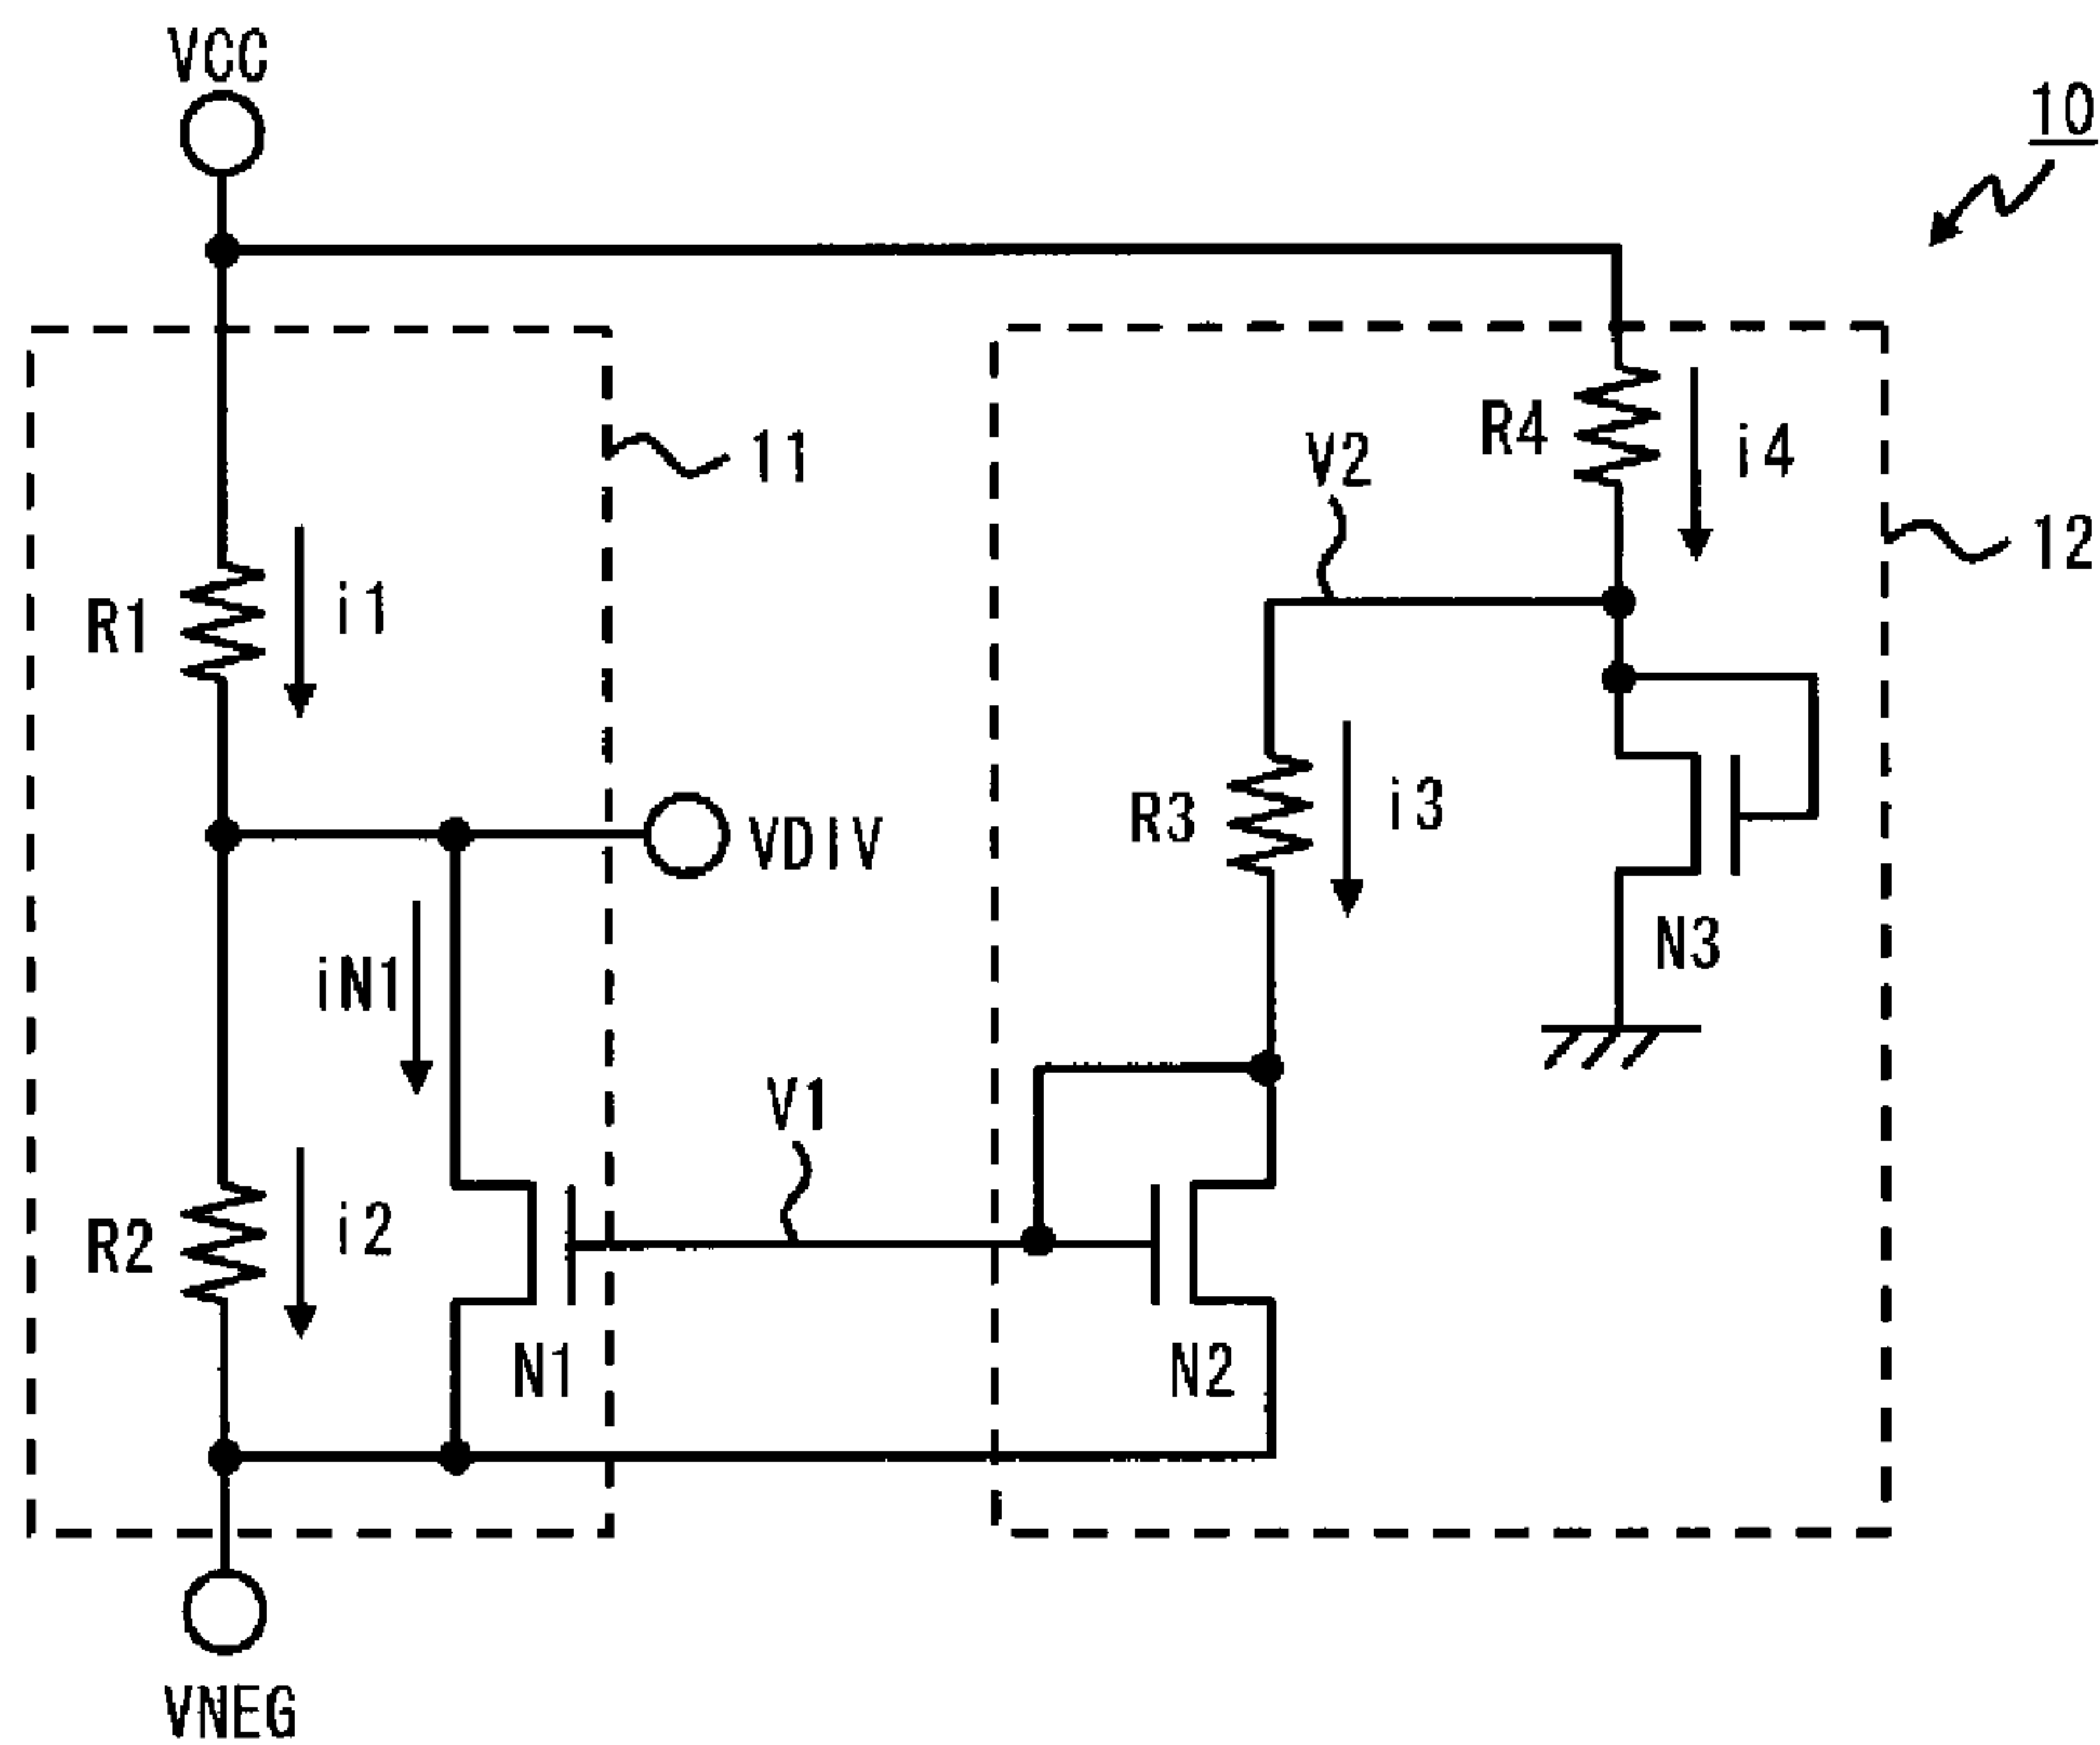 VCC
10
11
R4
i4
V2
12
R1
i1
R3
i3
VDIV
N3
iN1
V1
R2
i2
N1
N2
VNEG